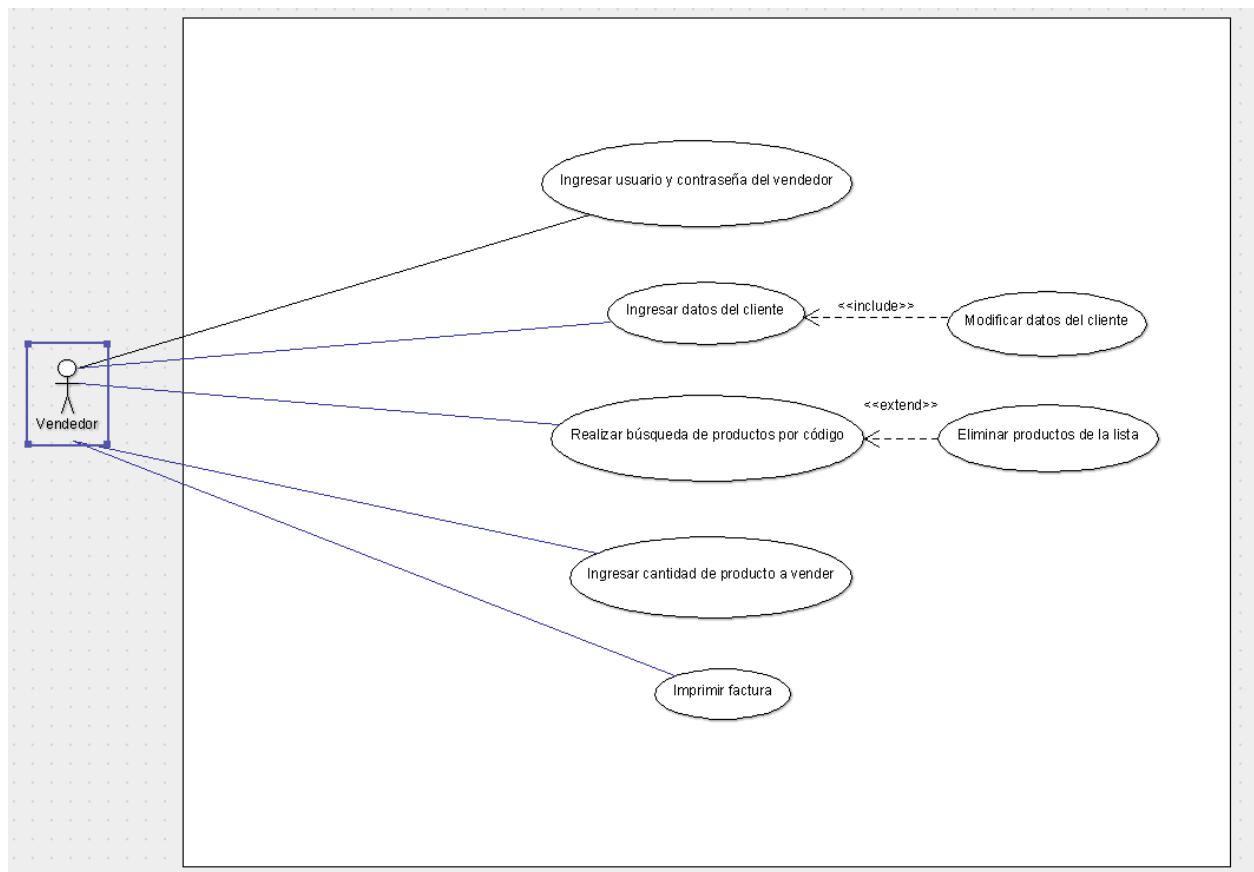 Ingresar usuario y contraseña del vendedor
Ingresar datos del cliente
<<include>>
Modificar datos del cliente
Vendedor
<<extend>>
Realizar búsqueda de productos por código
Eliminar productos de la lista
Ingresar cantidad de producto a vender
Imprimir factura